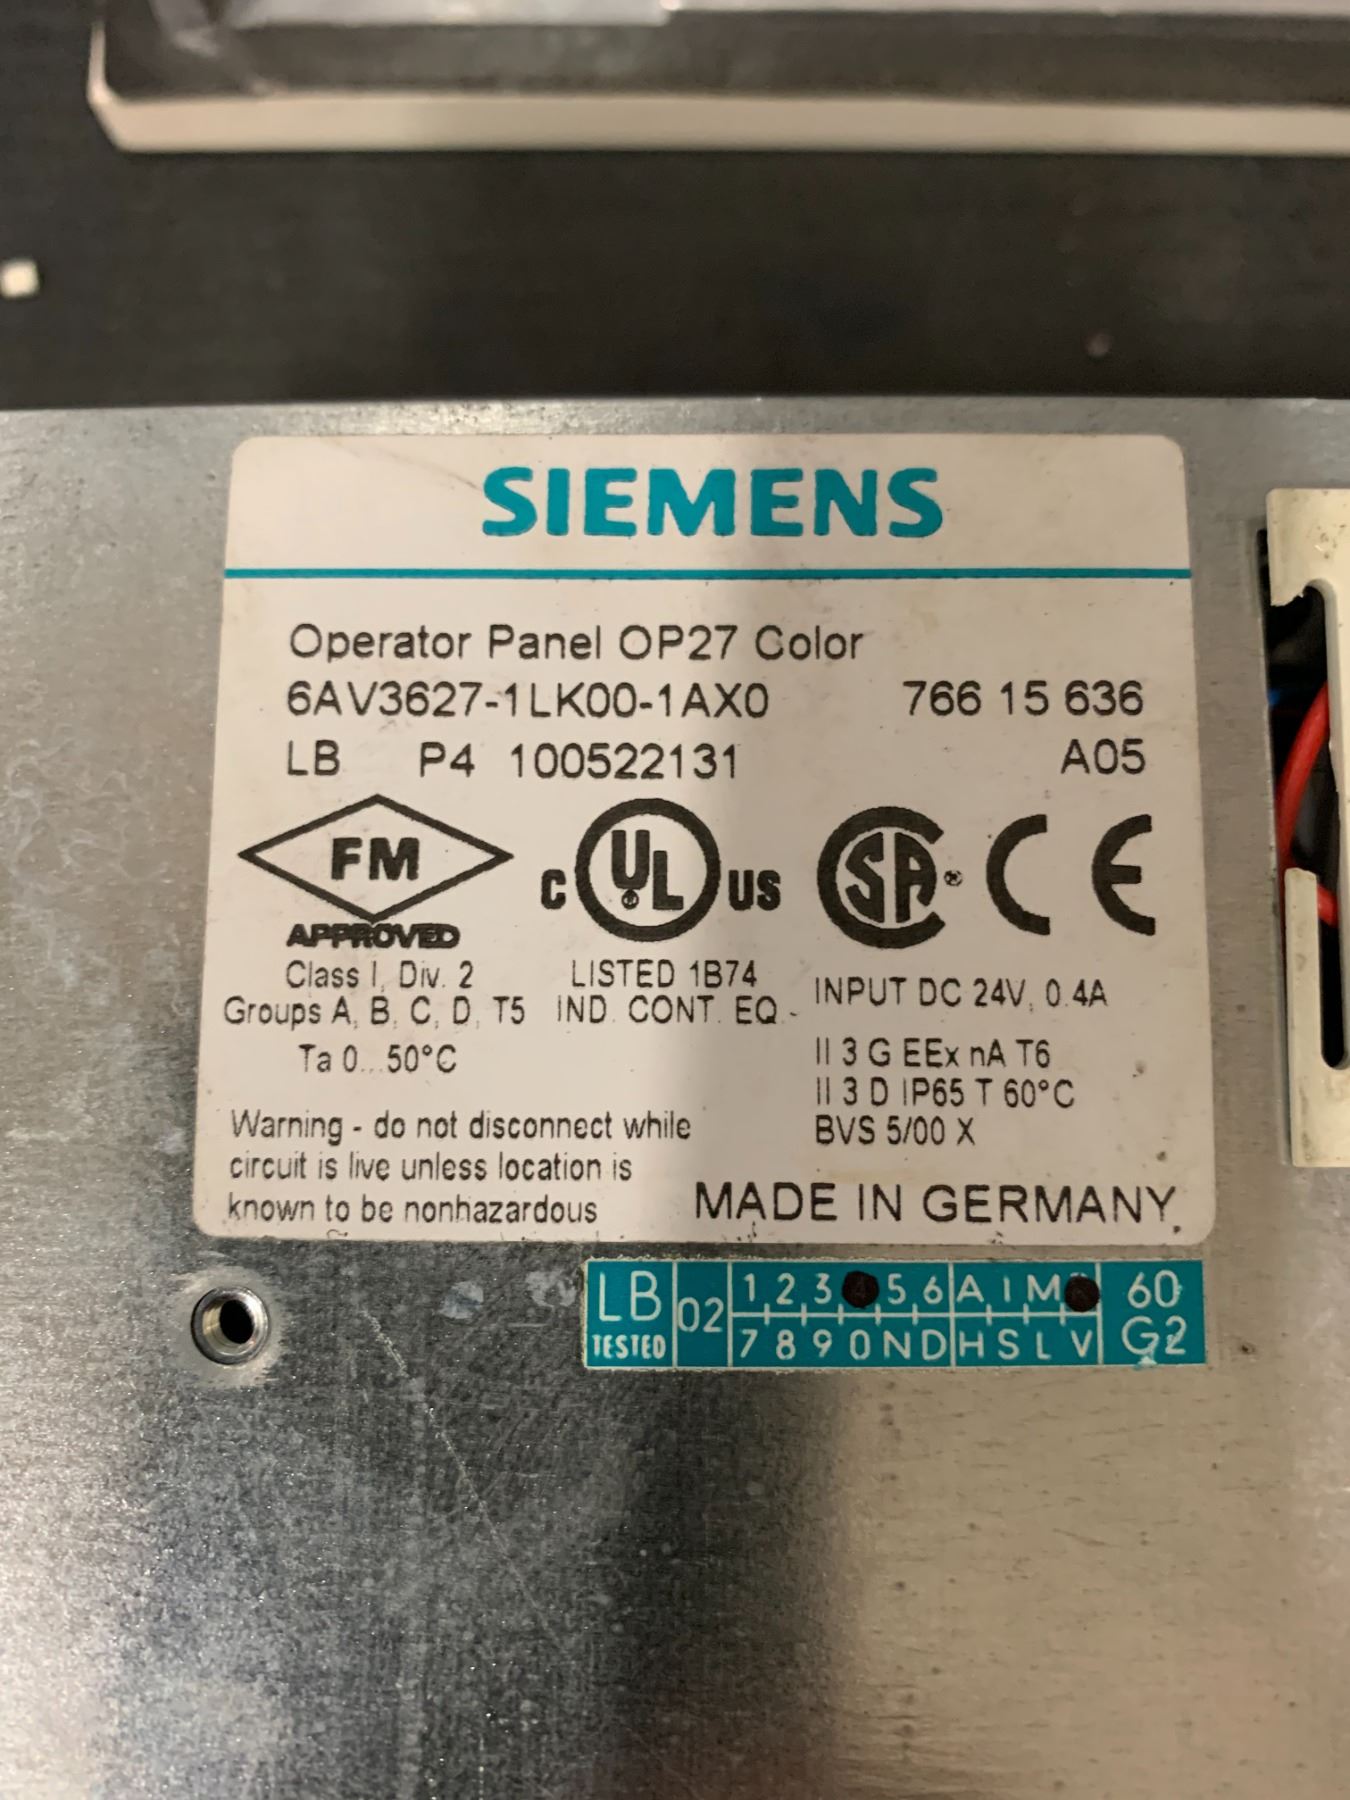 SIEMENS
Operator Panel OP27 Color
6AV3627-1LK00-1AX0 766 15 636
LB P4 100522131 A05
FM
APPROVED
C UL US
SA
CE
Class I, Div. 2
Groups A, B, C, D, T5
Ta 0...50°C
LISTED 1B74
IND. CONT. EQ.
INPUT DC 24V, 0.4A
II 3 G EEx nA T6
II 3 D IP65 T 60°C
BVS 5/00 X
Warning - do not disconnect while
circuit is live unless location is
known to be nonhazardous
MADE IN GERMANY
LB
TESTED
02
1 2 3 4 5 6 A I M
7 8 9 0 N D H S L V
60
G2